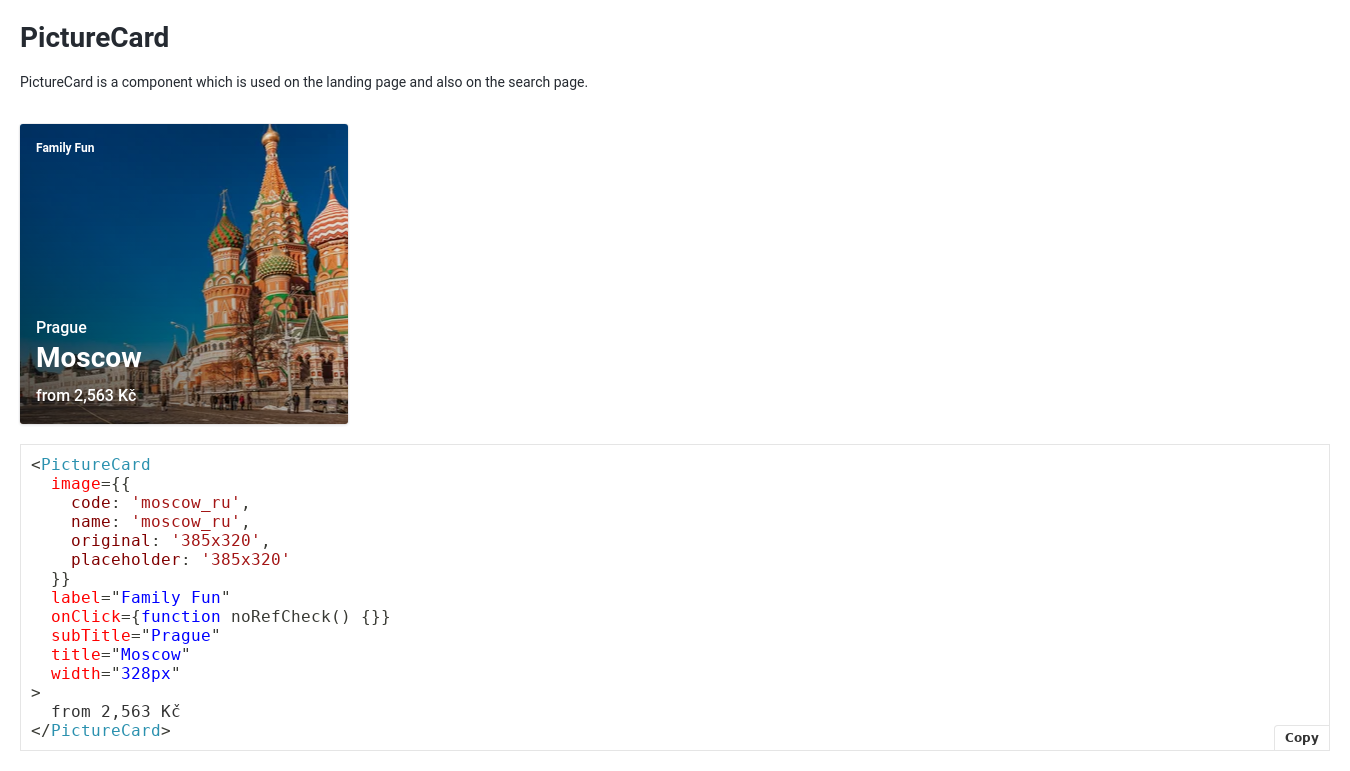 PictureCard
PictureCard is a component which is used on the landing page and also on the search page.
Family Fun
Prague
Moscow
from 2,563 Kč
<PictureCard
  image={{
    code: 'moscow_ru',
    name: 'moscow_ru',
    original: '385x320',
    placeholder: '385x320'
  }}
  label="Family Fun"
  onClick={function noRefCheck() {}}
  subTitle="Prague"
  title="Moscow"
  width="328px"
>
  from 2,563 Kč
</PictureCard>
Copy